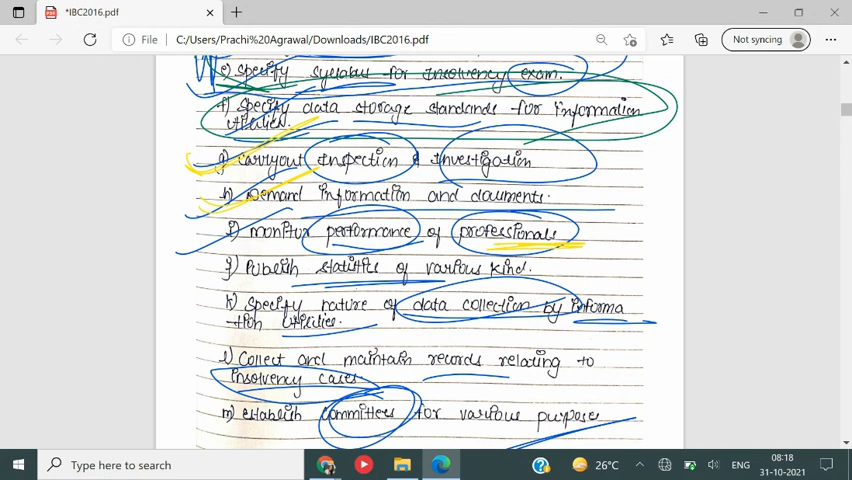 *IBC2016.pdf
File
C:/Users/Prachi%20Agrawal/Downloads/IBC2016.pdf
Not syncing
e) Specify syllabus for Insolvency exam.
f) Specify data storage standards for information
utilities.
g) Carryout Inspection & Investigation
h) Demand information and douments.
i) monitor performance of professionals
j) Publish statistics of various kind.
k) Specify nature of data collection by informa
-tion utilities.
l) Collect and maintain records relating to
insolvency cases.
m) establish committees for various purposes
Type here to search
26°C
ENG
08:18
31-10-2021